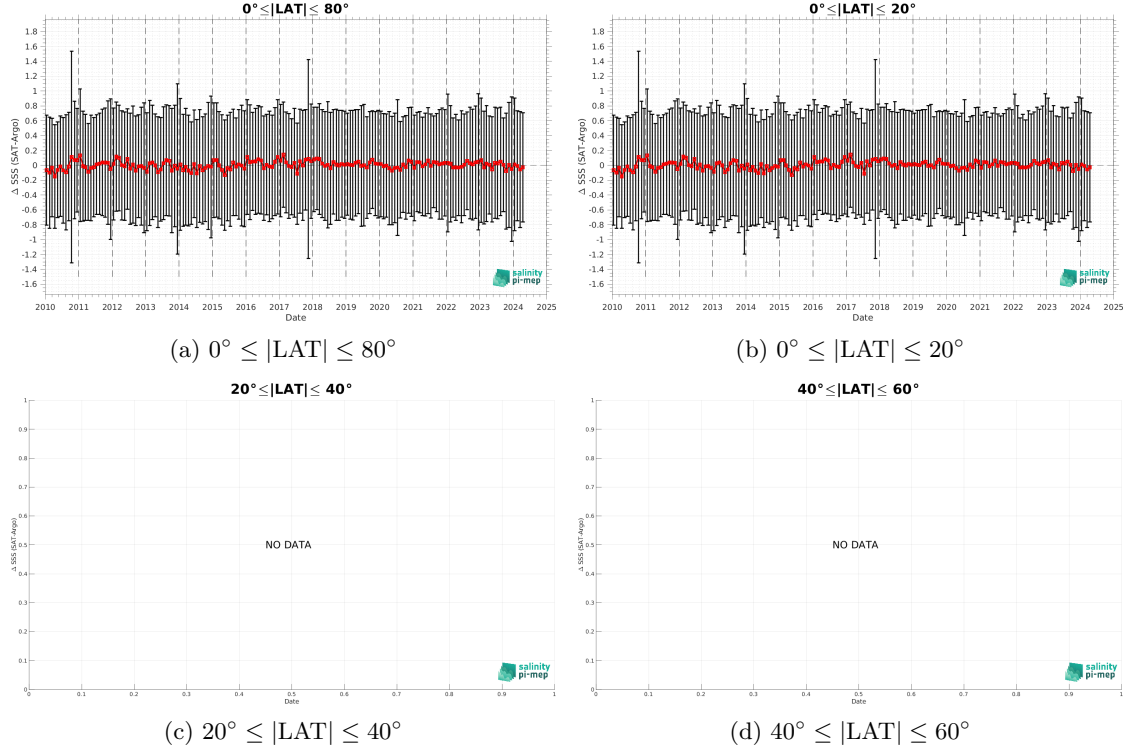 0°≤|LAT|≤ 80°
Δ SSS (SAT-Argo)
1.8
1.6
1.4
1.2
1
0.8
0.6
0.4
0.2
0
-0.2
-0.4
-0.6
-0.8
-1
-1.2
-1.4
-1.6
2010 2011 2012 2013 2014 2015 2016 2017 2018 2019 2020 2021 2022 2023 2024 2025
Date
salinity
pi-mep
(a) 0° ≤ |LAT| ≤ 80°
0°≤|LAT|≤ 20°
Δ SSS (SAT-Argo)
1.8
1.6
1.4
1.2
1
0.8
0.6
0.4
0.2
0
-0.2
-0.4
-0.6
-0.8
-1
-1.2
-1.4
-1.6
2010 2011 2012 2013 2014 2015 2016 2017 2018 2019 2020 2021 2022 2023 2024 2025
Date
salinity
pi-mep
(b) 0° ≤ |LAT| ≤ 20°
20°≤|LAT|≤ 40°
Δ SSS (SAT-Argo)
1
0.9
0.8
0.7
0.6
0.5
0.4
0.3
0.2
0.1
0
NO DATA
0 0.1 0.2 0.3 0.4 0.5 0.6 0.7 0.8 0.9 1
Date
salinity
pi-mep
(c) 20° ≤ |LAT| ≤ 40°
40°≤|LAT|≤ 60°
Δ SSS (SAT-Argo)
1
0.9
0.8
0.7
0.6
0.5
0.4
0.3
0.2
0.1
0
NO DATA
0 0.1 0.2 0.3 0.4 0.5 0.6 0.7 0.8 0.9 1
Date
salinity
pi-mep
(d) 40° ≤ |LAT| ≤ 60°